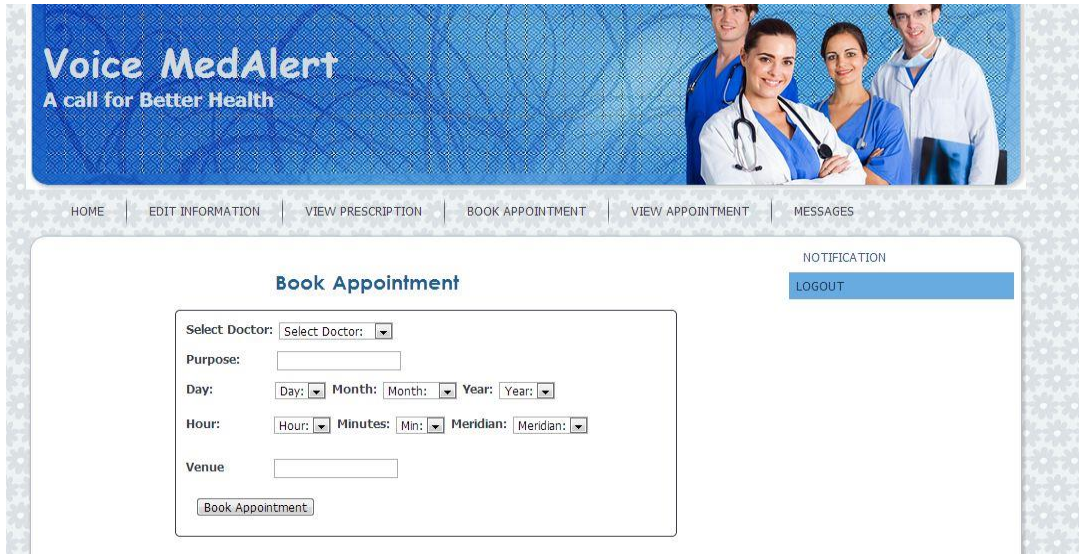 Voice MedAlert
A call for Better Health
HOME EDIT INFORMATION VIEW PRESCRIPTION BOOK APPOINTMENT VIEW APPOINTMENT MESSAGES
NOTIFICATION
LOGOUT
Book Appointment
Select Doctor: Select Doctor:
Purpose:
Day: Day: Month: Month: Year: Year:
Hour: Hour: Minutes: Min: Meridian: Meridian:
Venue
Book Appointment